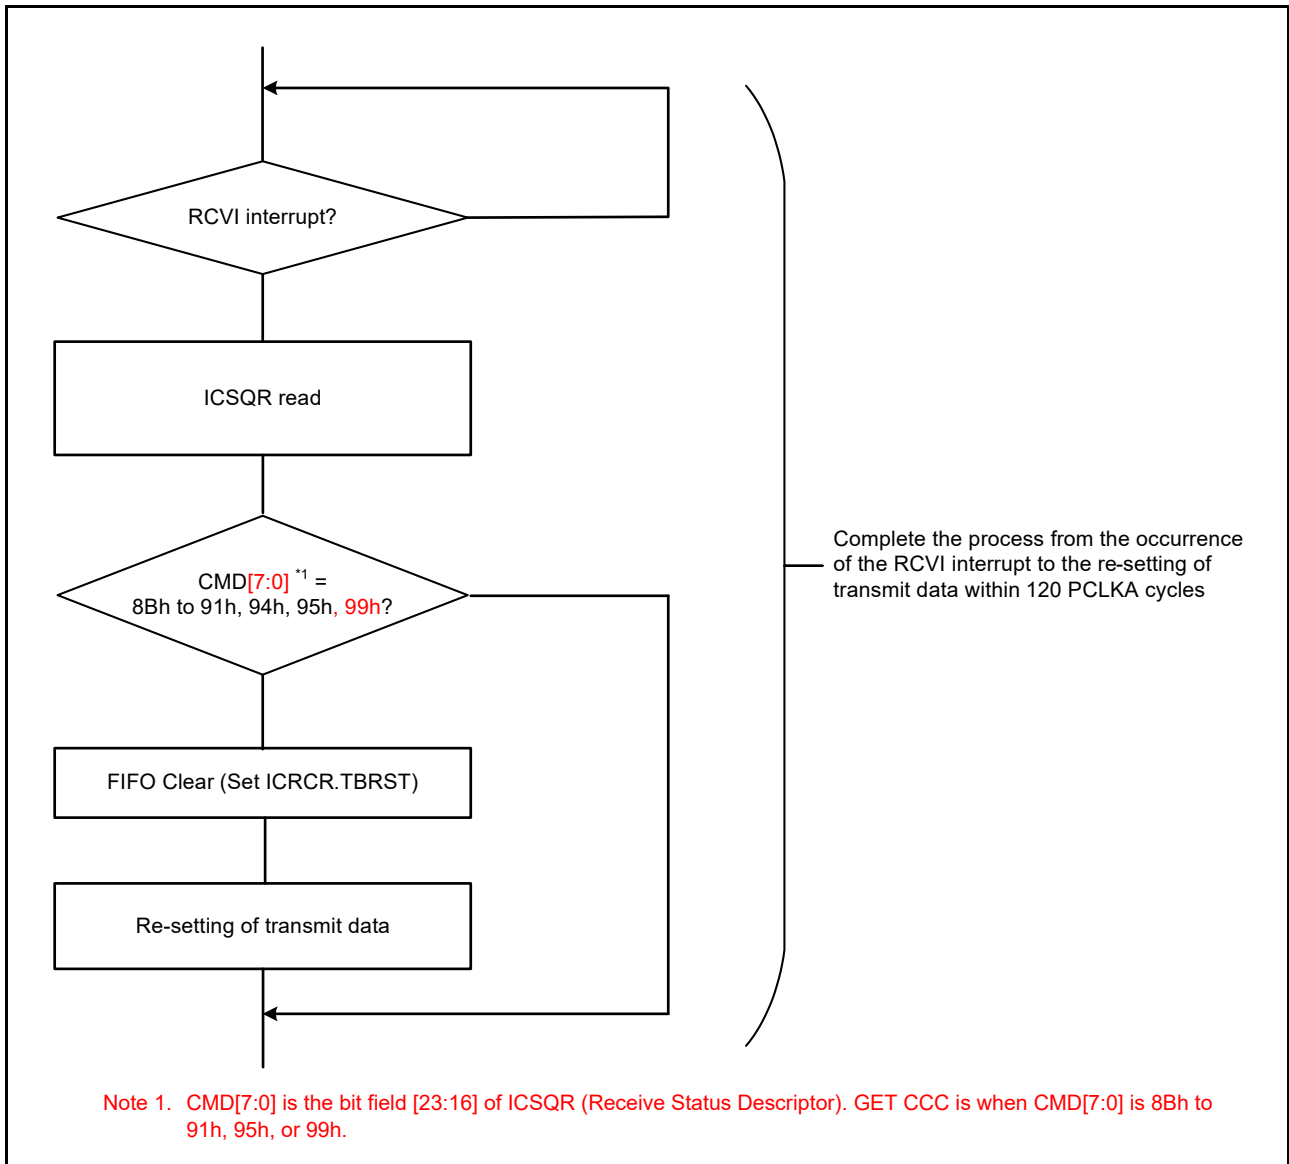 RCVI interrupt?
ICSQR read
CMD[7:0] *1 =
8Bh to 91h, 94h, 95h, 99h?
Complete the process from the occurrence
of the RCVI interrupt to the re-setting of
transmit data within 120 PCLKA cycles
FIFO Clear (Set ICRCR.TBRST)
Re-setting of transmit data
Note 1. CMD[7:0] is the bit field [23:16] of ICSQR (Receive Status Descriptor). GET CCC is when CMD[7:0] is 8Bh to
91h, 95h, or 99h.